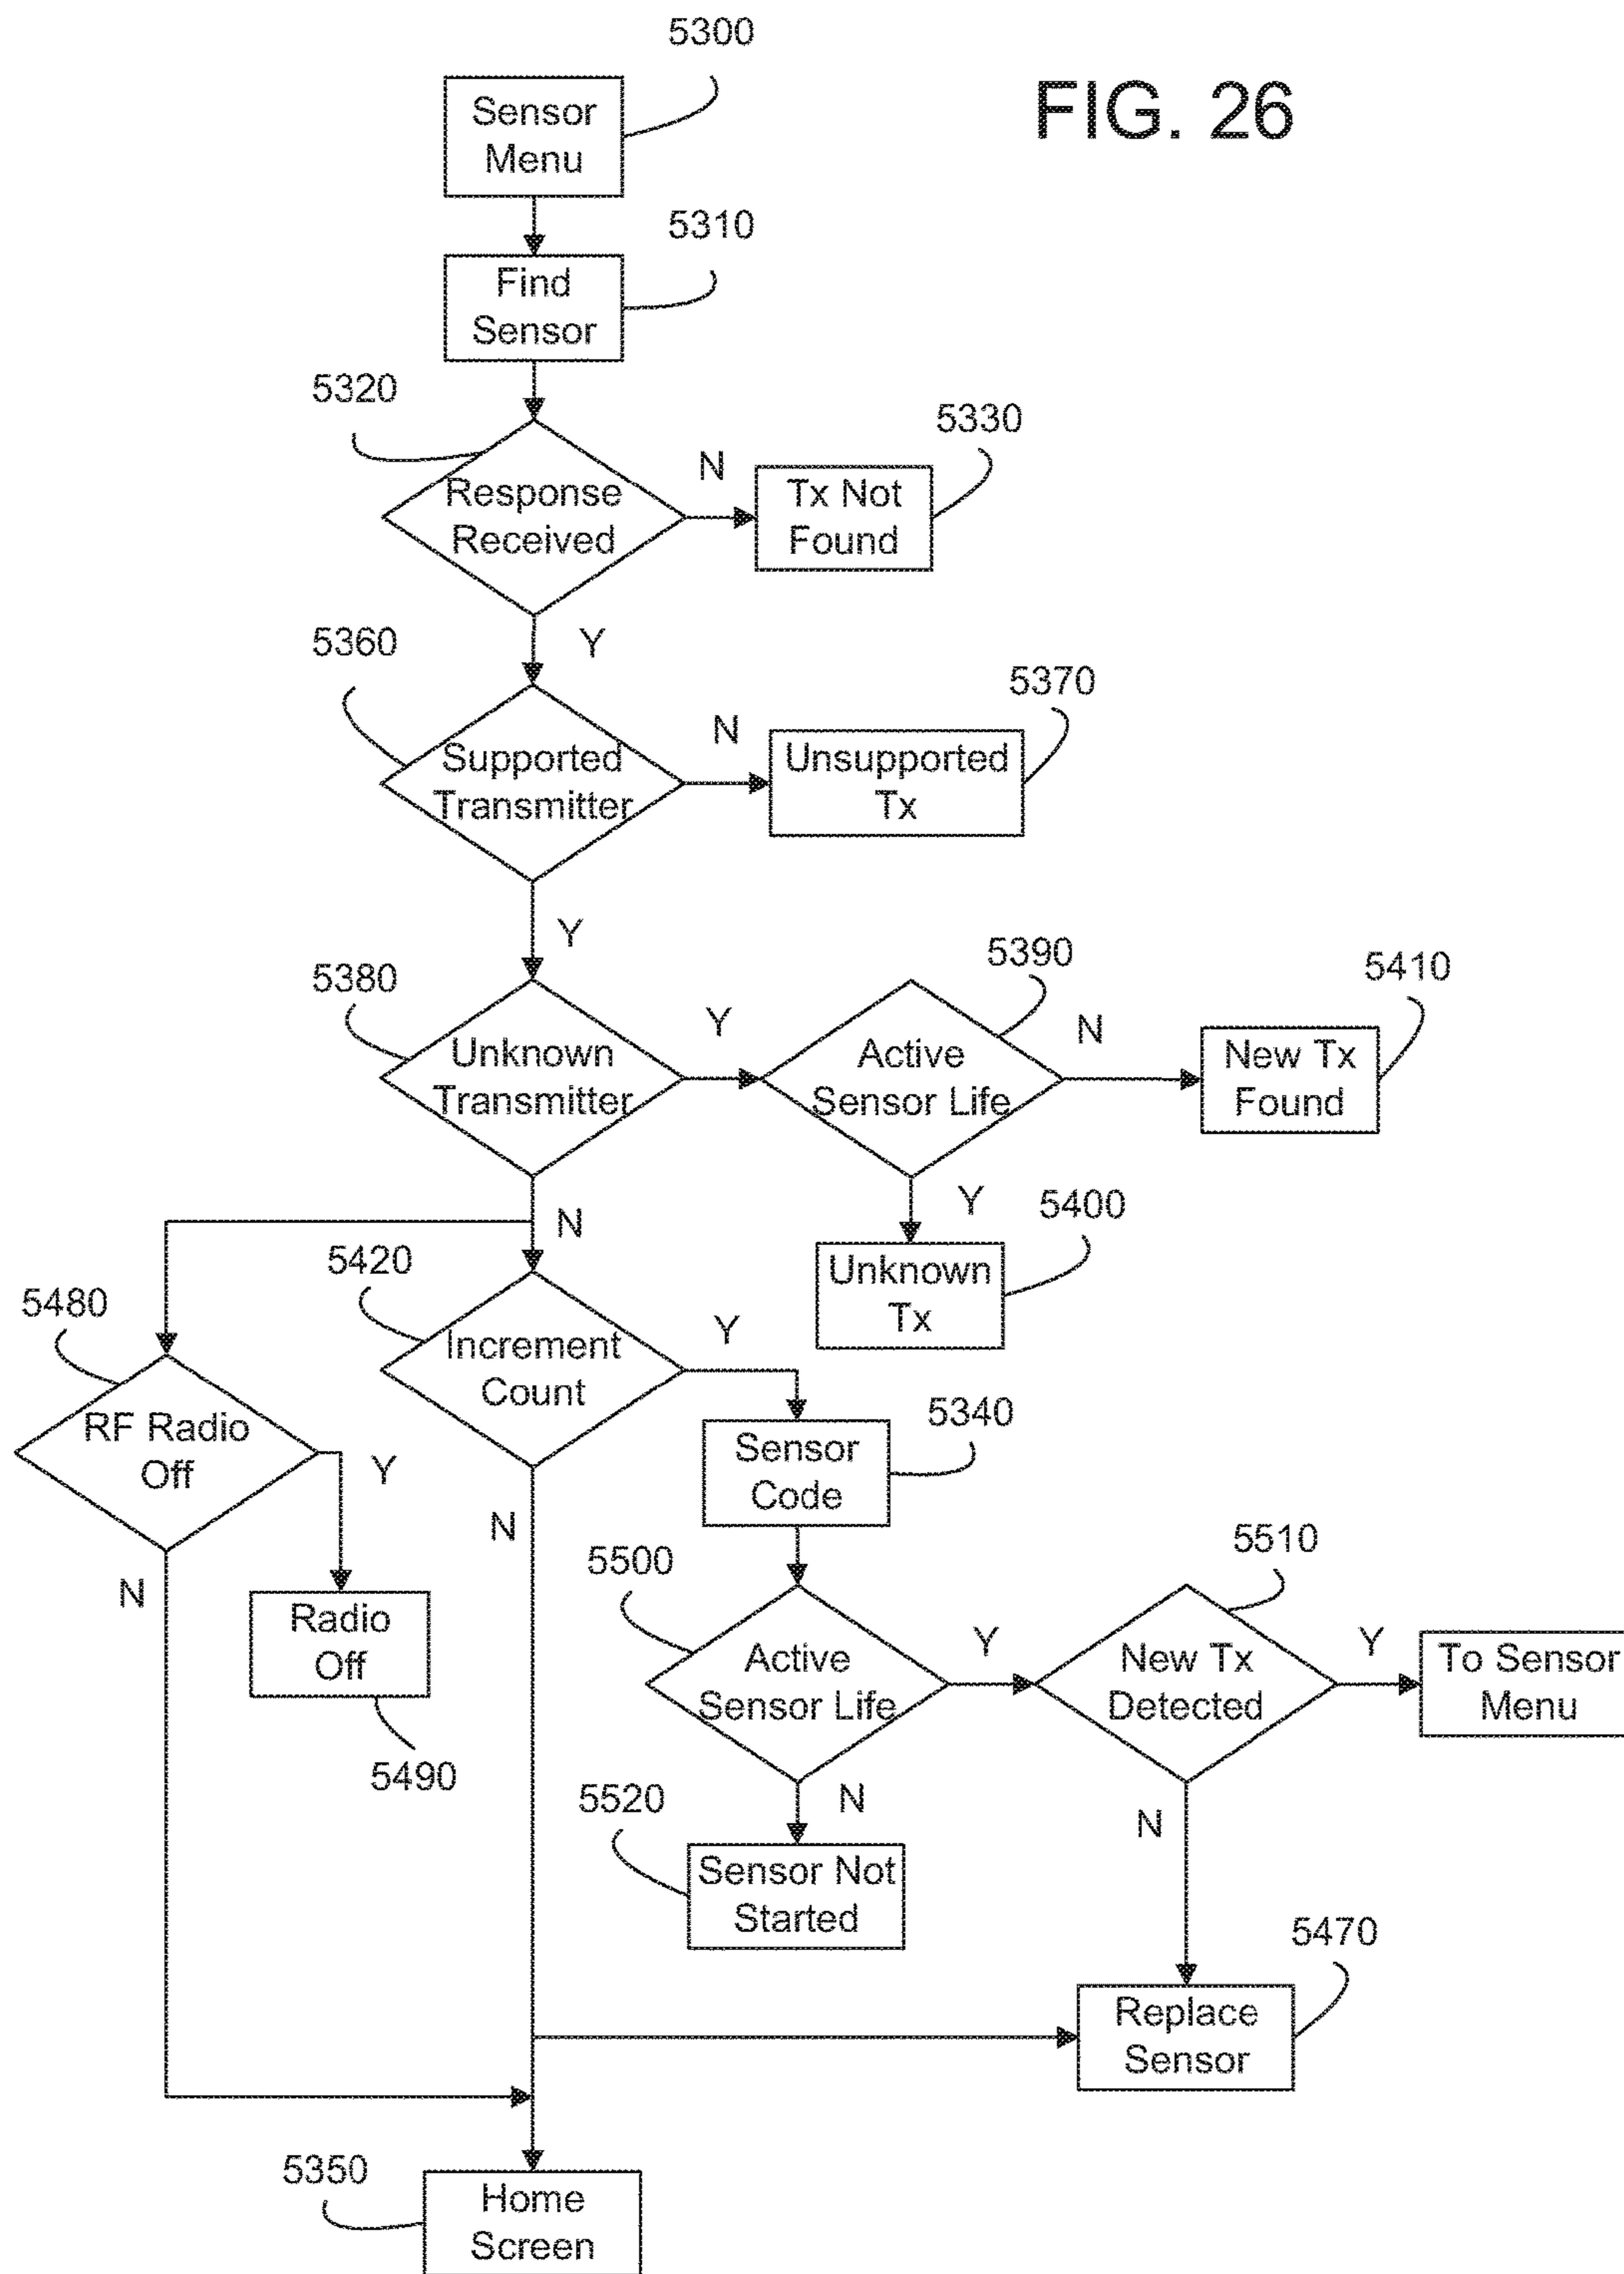 5300
FIG. 26
Sensor
Menu
5310
Find
Sensor
5320
5330
Response
Received
N
Tx Not
Found
Y
5360
5370
Supported
Transmitter
N
Unsupported
Tx
Y
5380
5390
5410
Unknown
Transmitter
Y
Active
Sensor Life
N
New Tx
Found
N
Y
5400
Unknown
Tx
5480
5420
RF Radio
Off
Increment
Count
Y
5340
Sensor
Code
Y
N
N
Radio
Off
5490
5500
5510
Active
Sensor Life
Y
New Tx
Detected
Y
To Sensor
Menu
5520
N
N
Sensor Not
Started
5470
Replace
Sensor
5350
Home
Screen